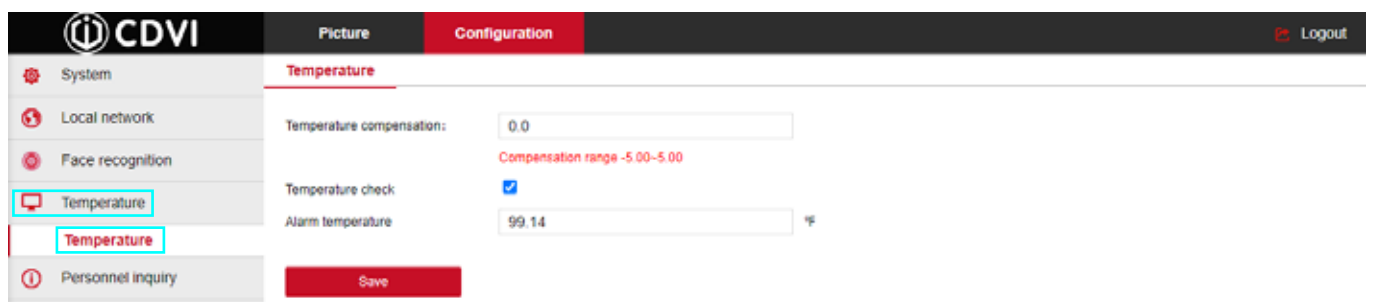 CDVI
Picture
Configuration
Logout
System
Local network
Face recognition
Temperature
Temperature
Personnel inquiry
Temperature
Temperature compensation:
0.0
Compensation range -5.00~5.00
Temperature check
Alarm temperature
99.14
°F
Save